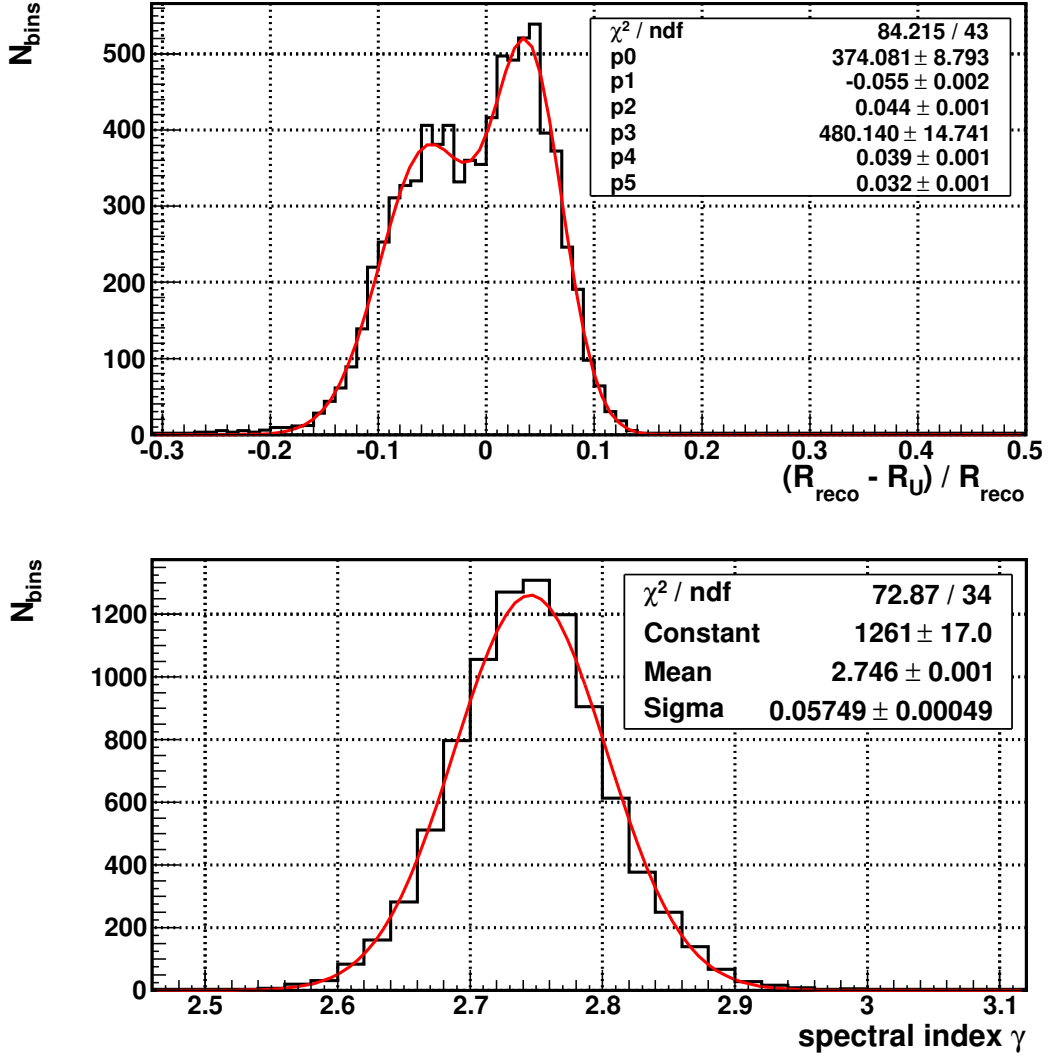 N_bins
500
400
300
200
100
0
χ² / ndf 84.215 / 43
p0 374.081 ± 8.793
p1 -0.055 ± 0.002
p2 0.044 ± 0.001
p3 480.140 ± 14.741
p4 0.039 ± 0.001
p5 0.032 ± 0.001
-0.3 -0.2 -0.1 0 0.1 0.2 0.3 0.4 0.5
(R_reco - R_U) / R_reco
N_bins
1200
1000
800
600
400
200
0
χ² / ndf 72.87 / 34
Constant 1261 ± 17.0
Mean 2.746 ± 0.001
Sigma 0.05749 ± 0.00049
2.5 2.6 2.7 2.8 2.9 3 3.1
spectral index γ